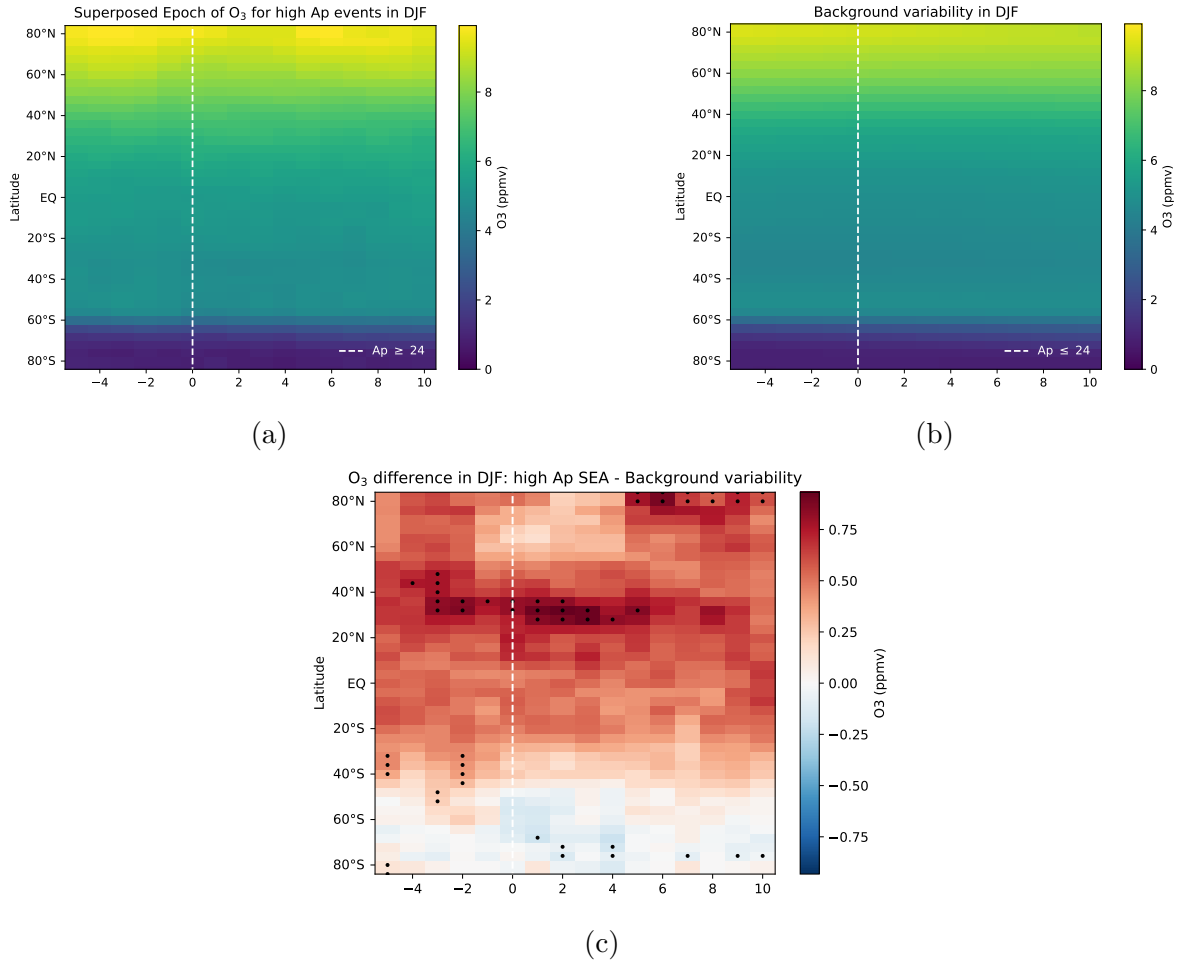 Superposed Epoch of O₃ for high Ap events in DJF
80°N
60°N
40°N
20°N
EQ
20°S
40°S
60°S
80°S
Latitude
−4 −2 0 2 4 6 8 10
Ap ≥ 24
8
6
4
2
0
O3 (ppmv)
(a)
Background variability in DJF
80°N
60°N
40°N
20°N
EQ
20°S
40°S
60°S
80°S
Latitude
−4 −2 0 2 4 6 8 10
Ap ≤ 24
8
6
4
2
0
O3 (ppmv)
(b)
O₃ difference in DJF: high Ap SEA - Background variability
80°N
60°N
40°N
20°N
EQ
20°S
40°S
60°S
80°S
Latitude
−4 −2 0 2 4 6 8 10
0.75
0.50
0.25
0.00
−0.25
−0.50
−0.75
O3 (ppmv)
(c)